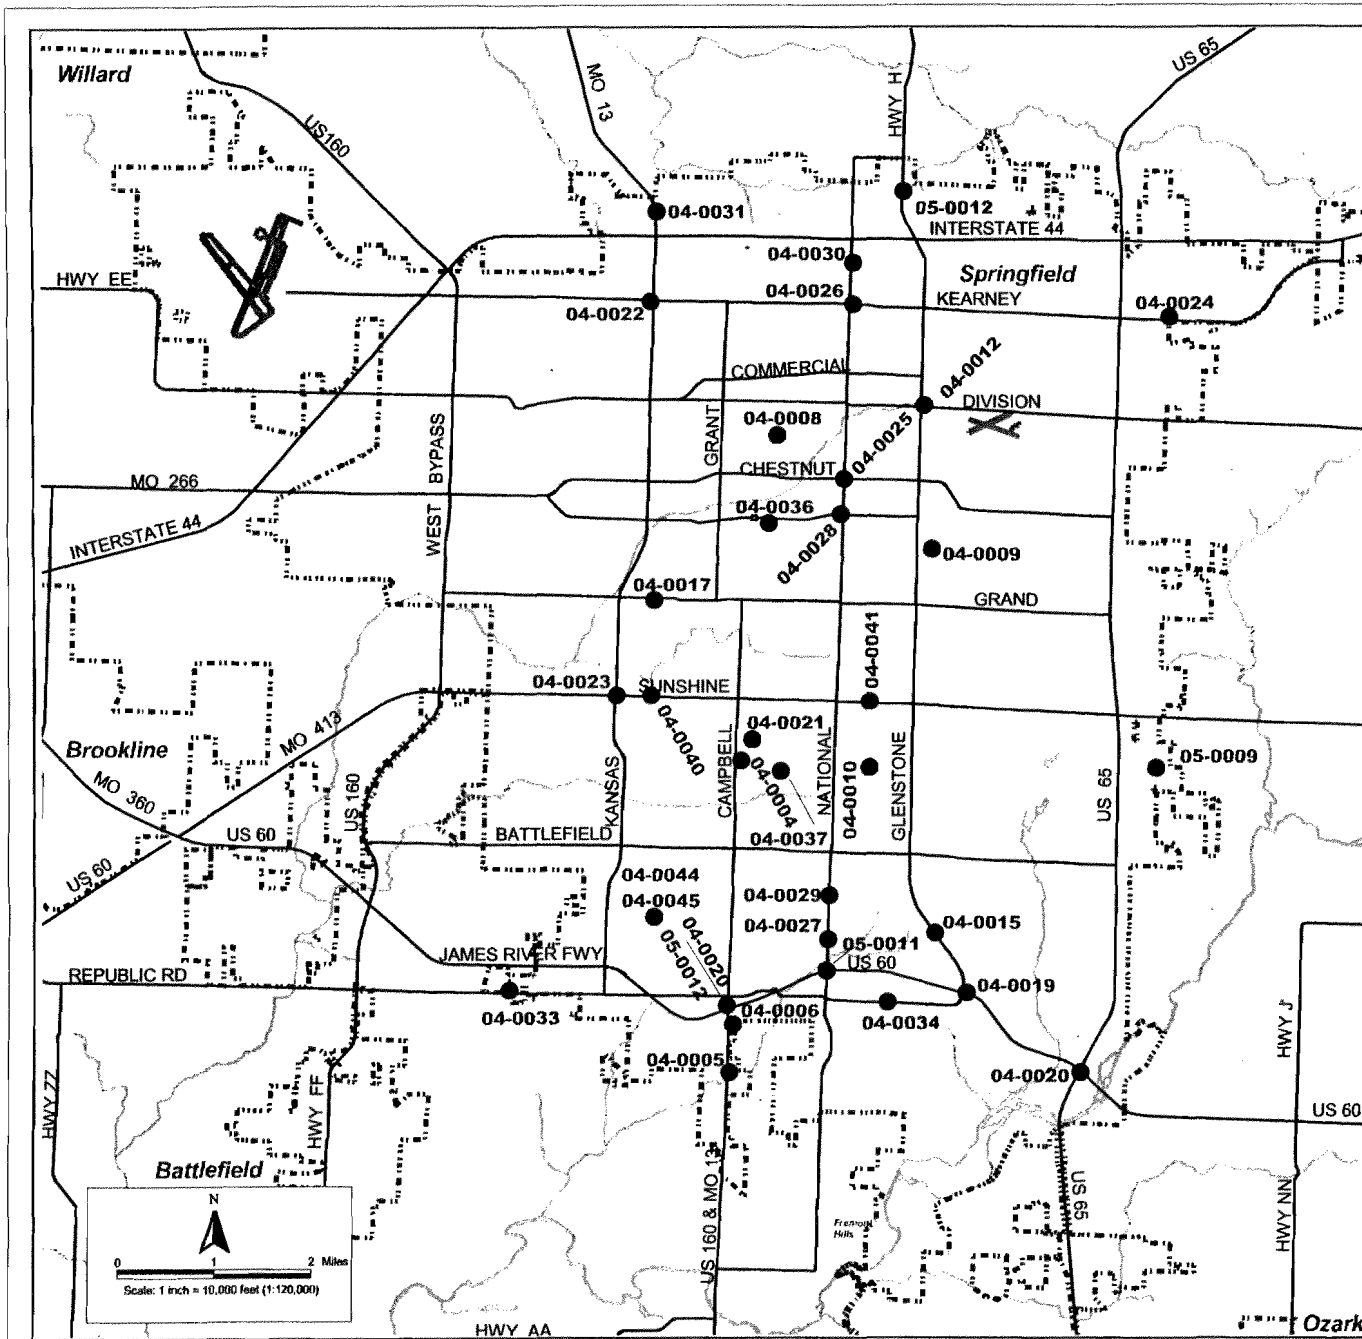 Willard
US 65
MO 13
HWY H
US160
04-0031
05-0012
INTERSTATE 44
04-0030
Springfield
HWY EE
04-0026
KEARNEY
04-0024
04-0022
COMMERCIAL
04-0012
DIVISION
04-0008
GRANT
04-0025
WEST BYPASS
CHESTNUT
MO 266
04-0036
INTERSTATE 44
04-0028
04-0009
04-0017
GRAND
04-0041
04-0023
SUNSHINE
04-0040
04-0021
MO 413
Brookline
CAMPBELL
NATIONAL
GLENSTONE
05-0009
MO 360
US 160
KANSAS
04-0004
04-0010
US 65
US 60
BATTLEFIELD
04-0037
US 60
04-0044
04-0045
04-0029
04-0020
04-0027
04-0015
05-0011
JAMES RIVER FWY
05-0012
US 60
REPUBLIC RD
04-0019
04-0033
04-0006
04-0034
HWY J
04-0005
04-0020
HWY ZZ
HWY FF
US 60
Battlefield
US 160 & MO 13
US 65
HWY NN
N
Fremont
Hills
0 1 2 Miles
Scale: 1 inch = 10,000 feet (1:120,000)
HWY AA
Ozark